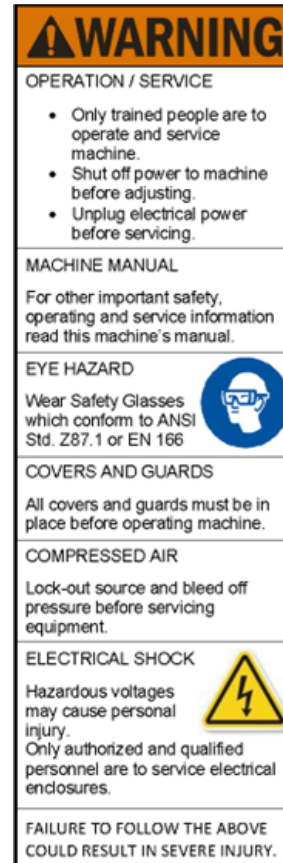 WARNING
OPERATION / SERVICE
• Only trained people are to
operate and service
machine.
• Shut off power to machine
before adjusting.
• Unplug electrical power
before servicing.
MACHINE MANUAL
For other important safety,
operating and service information
read this machine's manual.
EYE HAZARD
Wear Safety Glasses
which conform to ANSI
Std. Z87.1 or EN 166
COVERS AND GUARDS
All covers and guards must be in
place before operating machine.
COMPRESSED AIR
Lock-out source and bleed off
pressure before servicing
equipment.
ELECTRICAL SHOCK
Hazardous voltages
may cause personal
injury.
Only authorized and qualified
personnel are to service electrical
enclosures.
FAILURE TO FOLLOW THE ABOVE
COULD RESULT IN SEVERE INJURY.